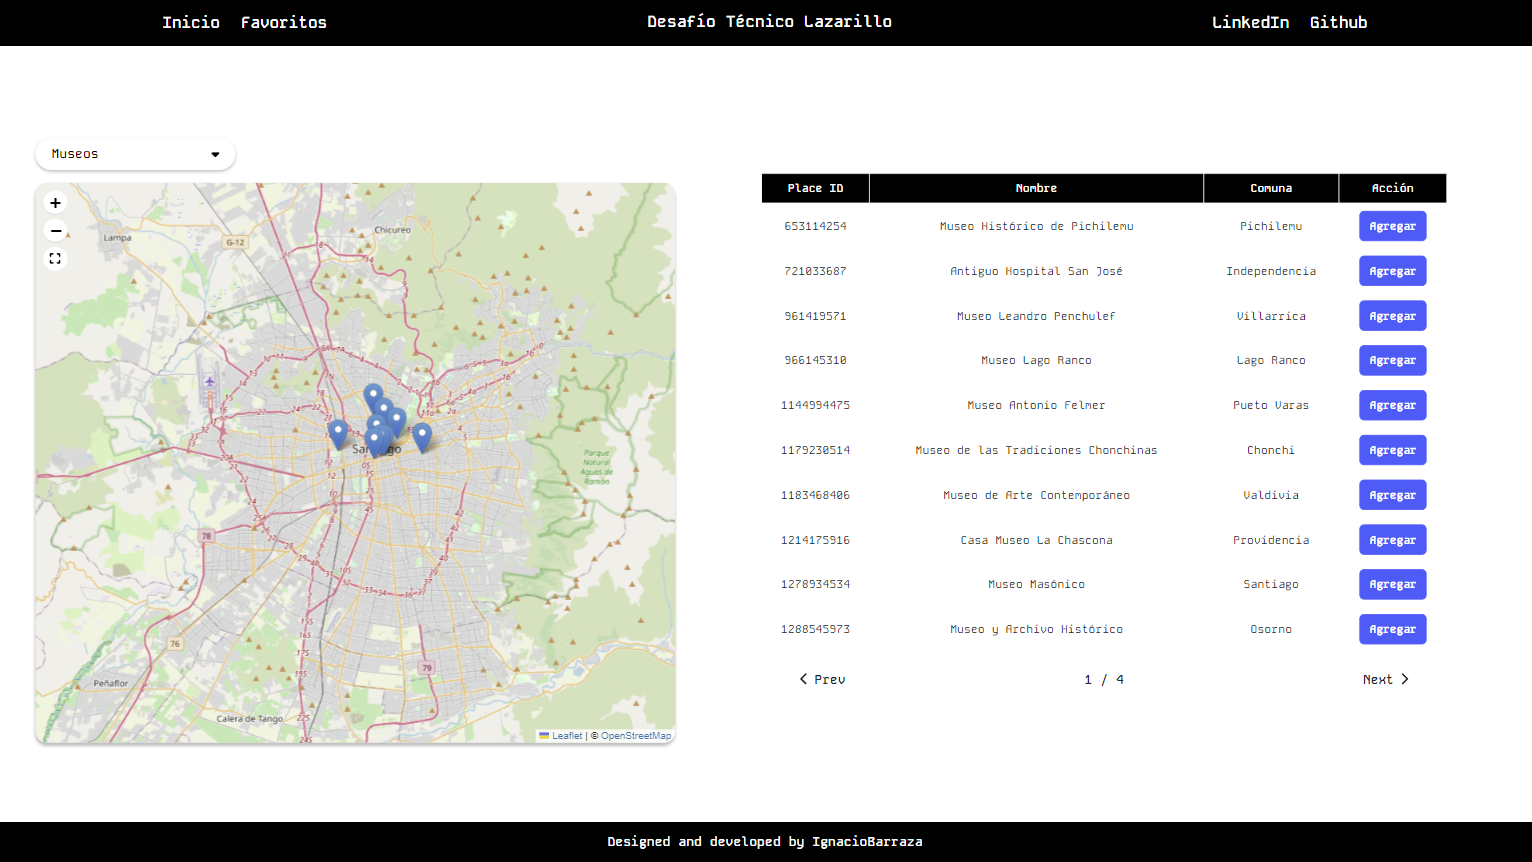 Inicio Favoritos Desafío Técnico Lazarillo LinkedIn Github
Museos
+
−
Lampa
Chicureo
G-12
Santiago
Parque
Natural
Aguas de
Ramón
78
76
79
Peñaflor
Calera de Tango
Leaflet | © OpenStreetMap
Place ID Nombre Comuna Acción
653114254 Museo Histórico de Pichilemu Pichilemu Agregar
721033687 Antiguo Hospital San José Independencia Agregar
961419571 Museo Leandro Penchulef Villarrica Agregar
966145310 Museo Lago Ranco Lago Ranco Agregar
1144994475 Museo Antonio Felmer Pueto Varas Agregar
1179230514 Museo de las Tradiciones Chonchinas Chonchi Agregar
1183468406 Museo de Arte Contemporáneo Valdivia Agregar
1214175916 Casa Museo La Chascona Providencia Agregar
1278934534 Museo Masónico Santiago Agregar
1288545973 Museo y Archivo Histórico Osorno Agregar
Prev 1 / 4 Next
Designed and developed by IgnacioBarraza